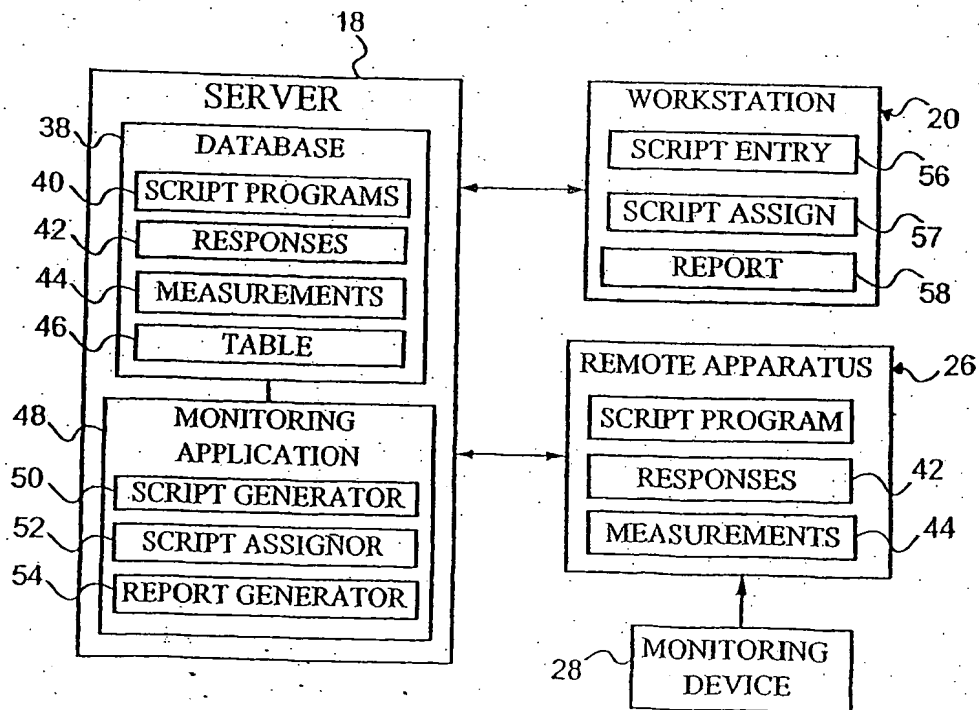 18
SERVER
38
DATABASE
40
SCRIPT PROGRAMS
42
RESPONSES
44
MEASUREMENTS
46
TABLE
48
MONITORING
APPLICATION
50
SCRIPT GENERATOR
52
SCRIPT ASSIGNOR
54
REPORT GENERATOR
WORKSTATION
20
SCRIPT ENTRY
56
SCRIPT ASSIGN
57
REPORT
58
REMOTE APPARATUS
26
SCRIPT PROGRAM
RESPONSES
42
MEASUREMENTS
44
28
MONITORING
DEVICE